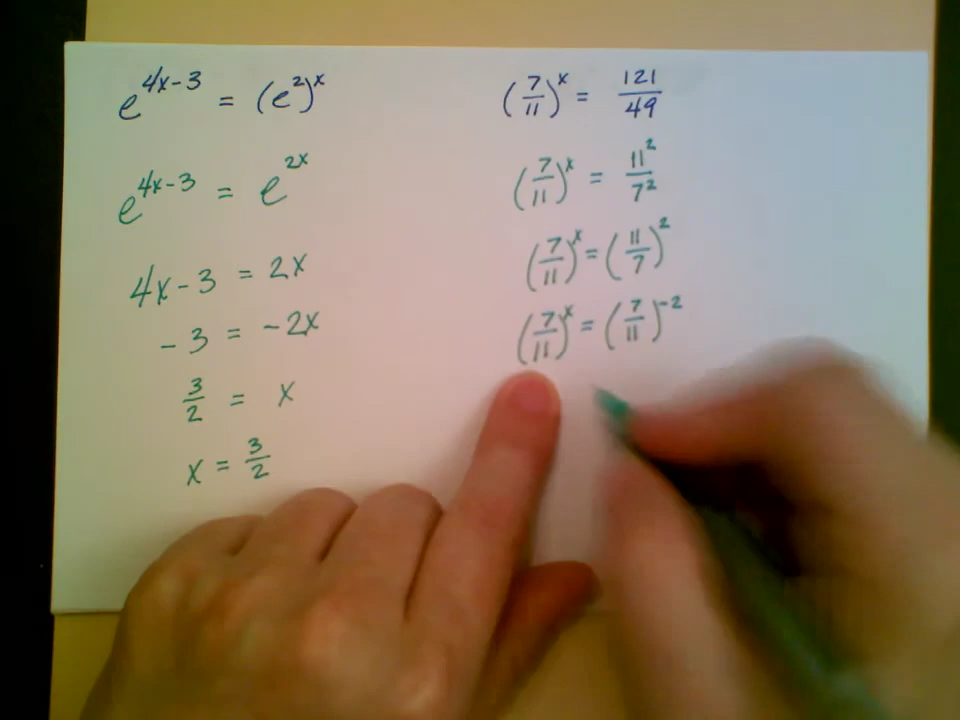 e^{4x-3} = (e^2)^x
e^{4x-3} = e^{2x}
4x-3 = 2x
-3 = -2x
3/2 = x
x = 3/2
(7/11)^x = 121/49
(7/11)^x = 11^2/7^2
(7/11)^x = (11/7)^2
(7/11)^x = (7/11)^{-2}